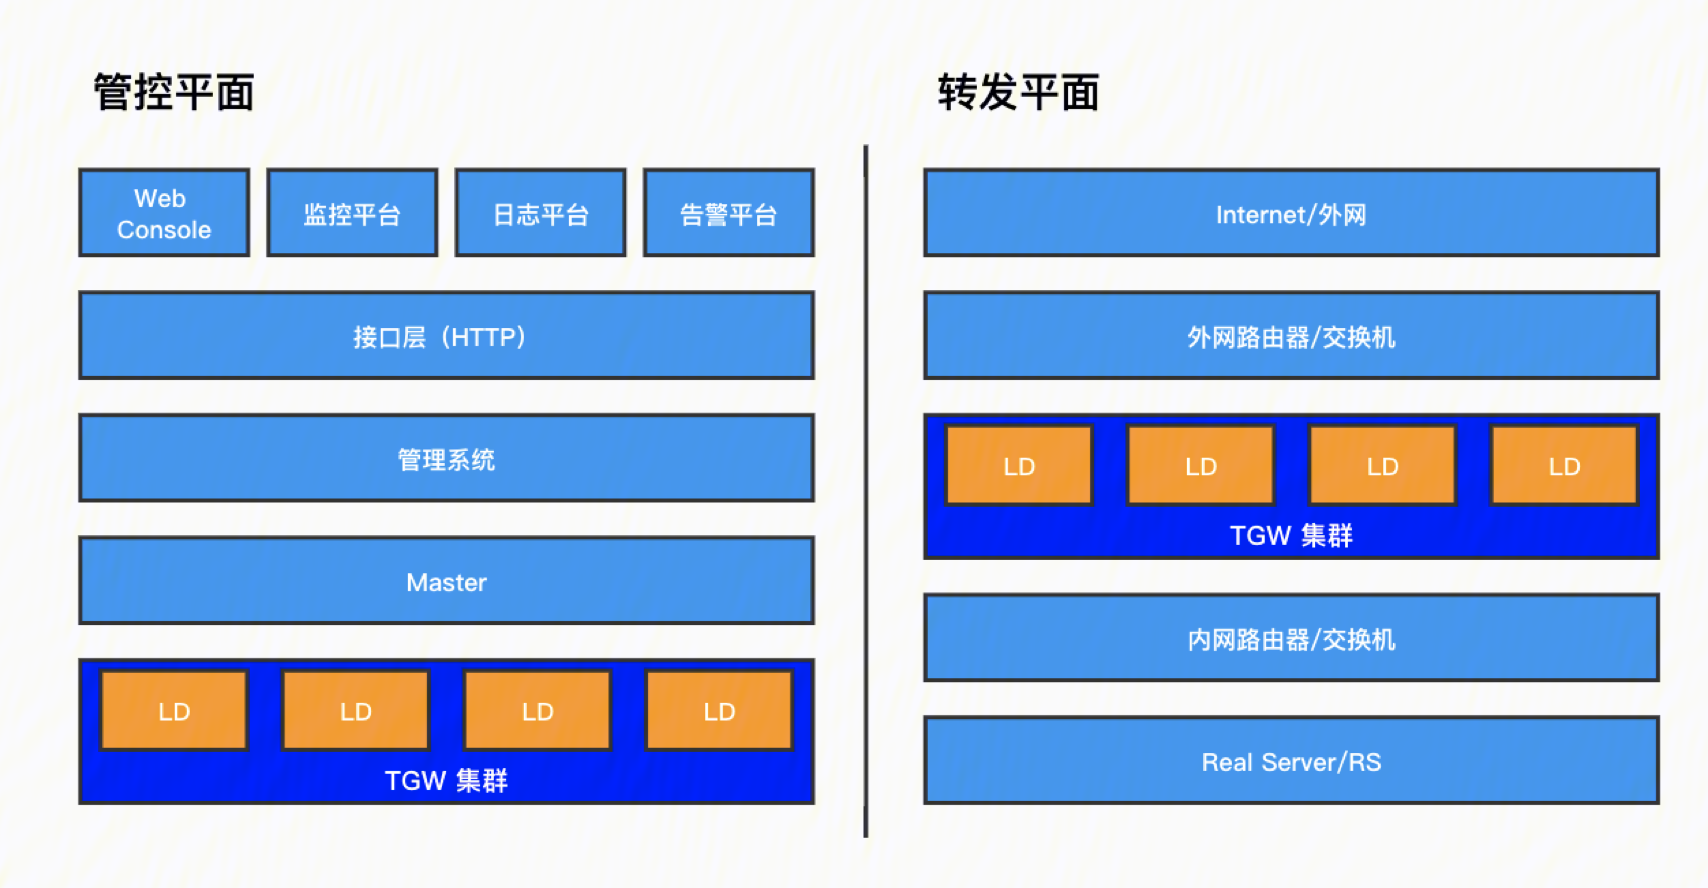 管控平面
Web
Console
监控平台
日志平台
告警平台
接口层（HTTP）
管理系统
Master
LD
LD
LD
LD
TGW 集群
转发平面
Internet/外网
外网路由器/交换机
LD
LD
LD
LD
TGW 集群
内网路由器/交换机
Real Server/RS